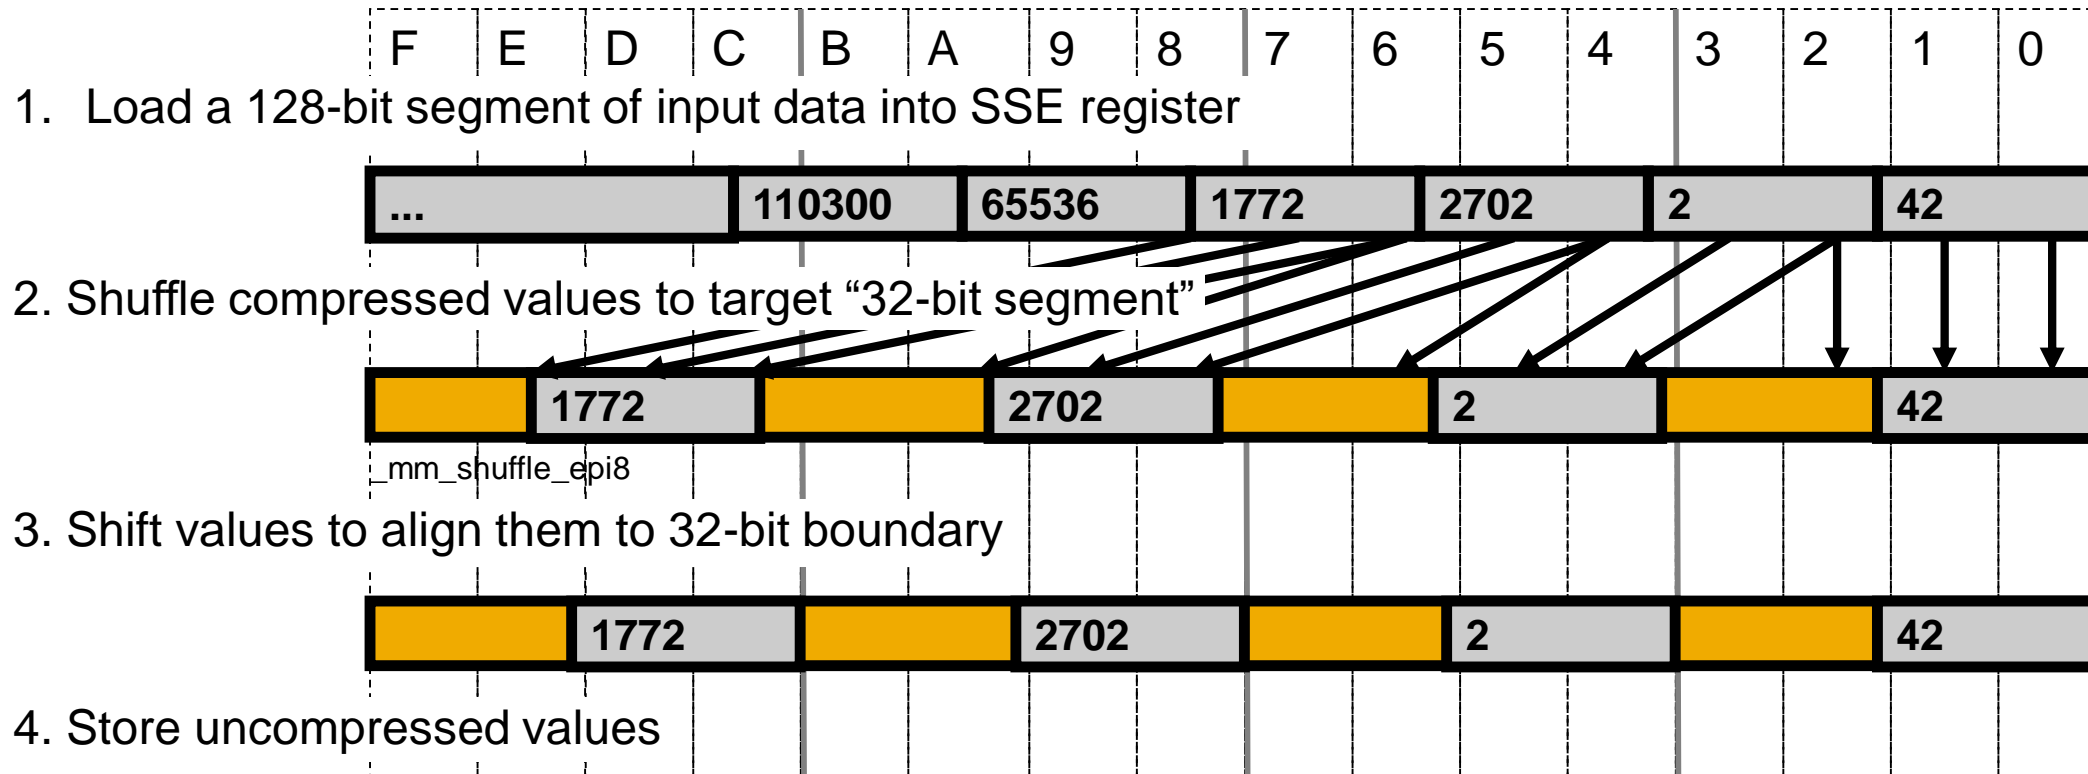 F E D C B A 9 8 7 6 5 4 3 2 1 0
1. Load a 128-bit segment of input data into SSE register
... 110300 65536 1772 2702 2 42
2. Shuffle compressed values to target “32-bit segment”
1772 2702 2 42
_mm_shuffle_epi8
3. Shift values to align them to 32-bit boundary
1772 2702 2 42
4. Store uncompressed values